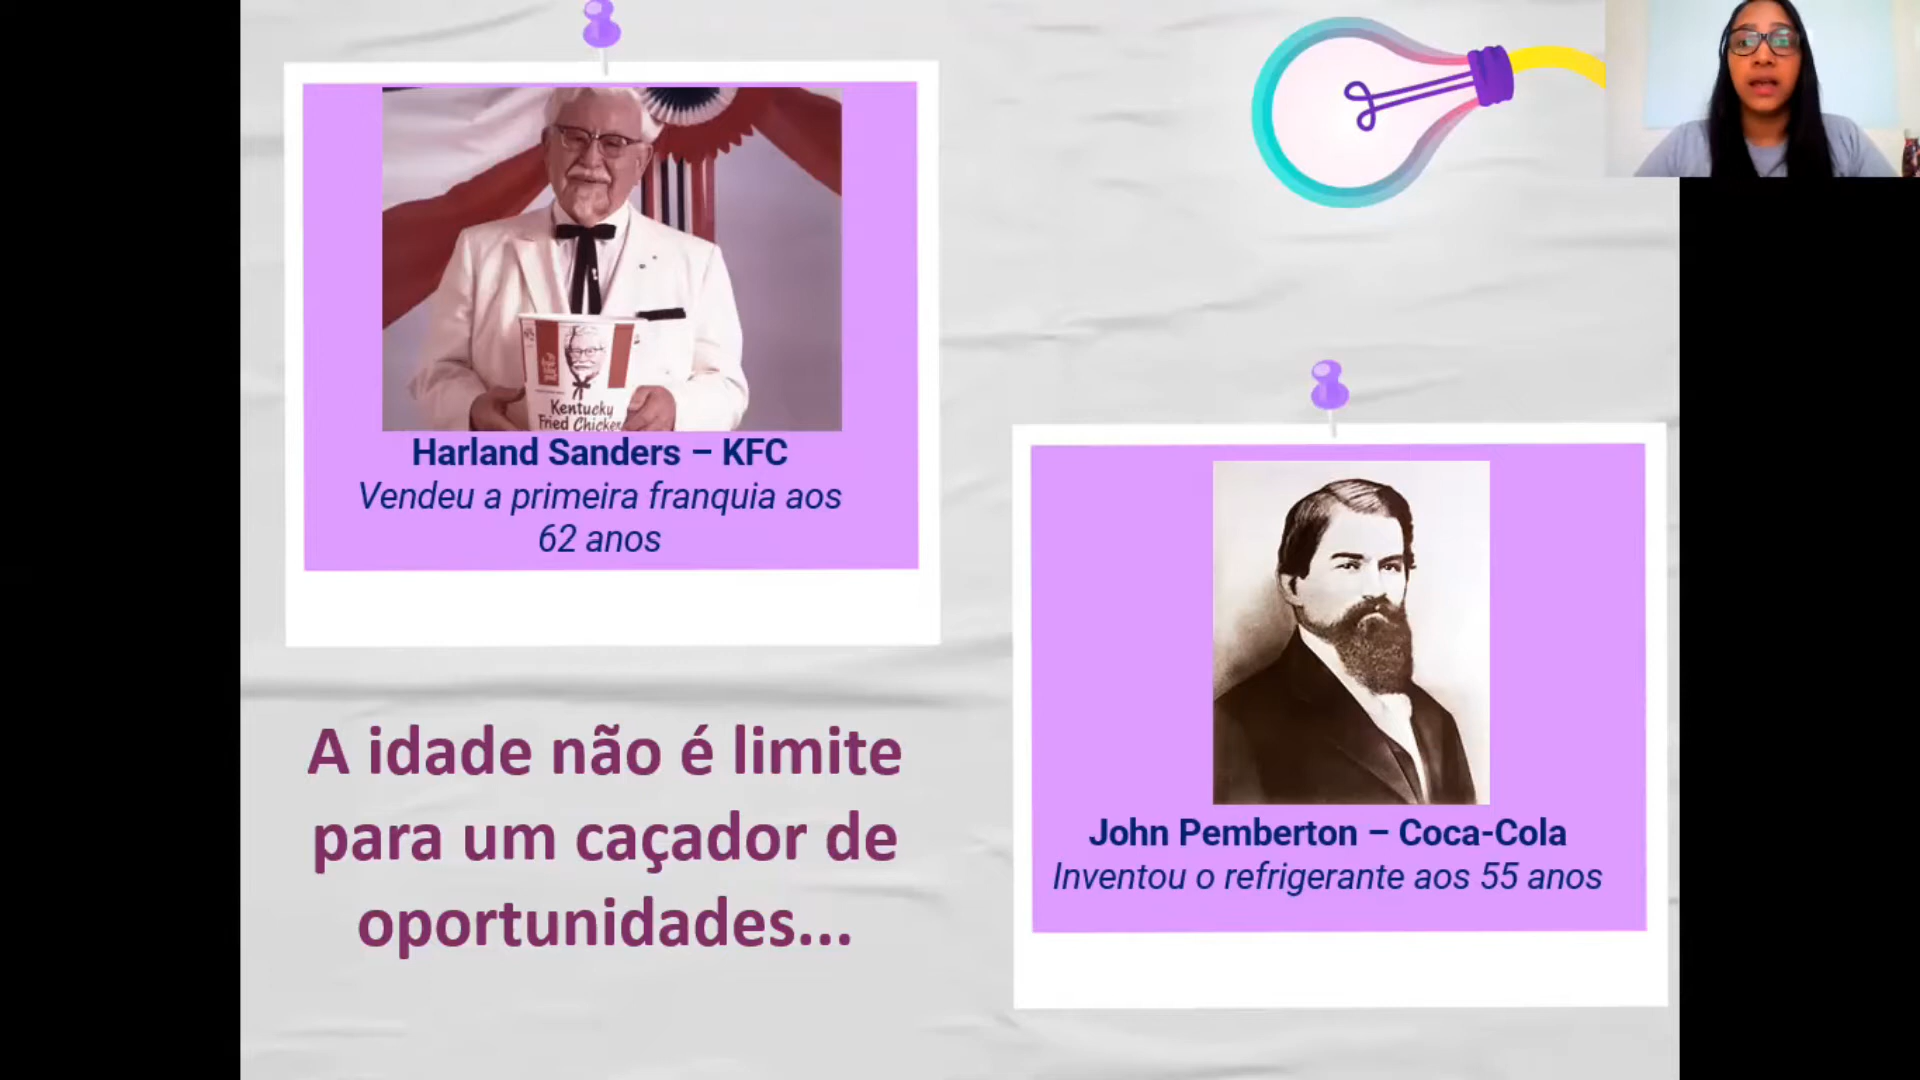 Kentucky
Fried Chicken
Harland Sanders – KFC
Vendeu a primeira franquia aos
62 anos
A idade não é limite
para um caçador de
oportunidades...
John Pemberton – Coca-Cola
Inventou o refrigerante aos 55 anos